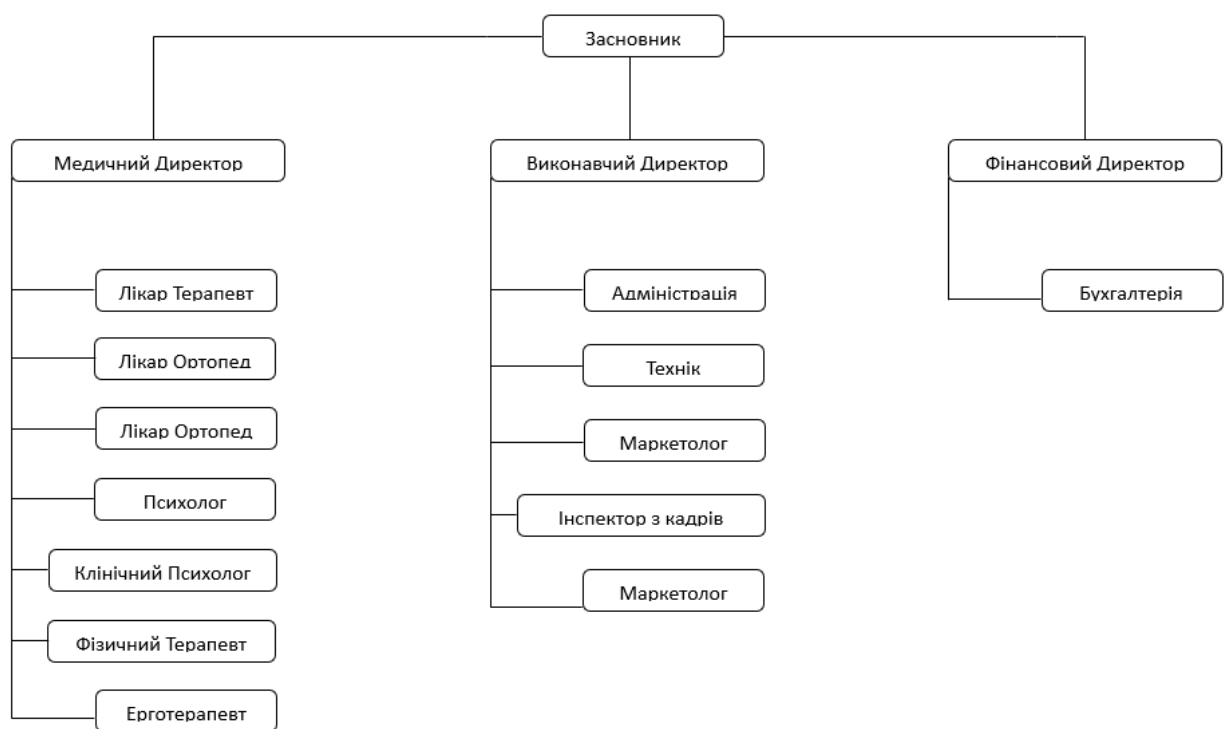 Засновник
Медичний Директор
Виконавчий Директор
Фінансовий Директор
Лікар Терапевт
Лікар Ортопед
Лікар Ортопед
Психолог
Клінічний Психолог
Фізичний Терапевт
Ерготерапевт
Адміністрація
Технік
Маркетолог
Інспектор з кадрів
Маркетолог
Бухгалтерія